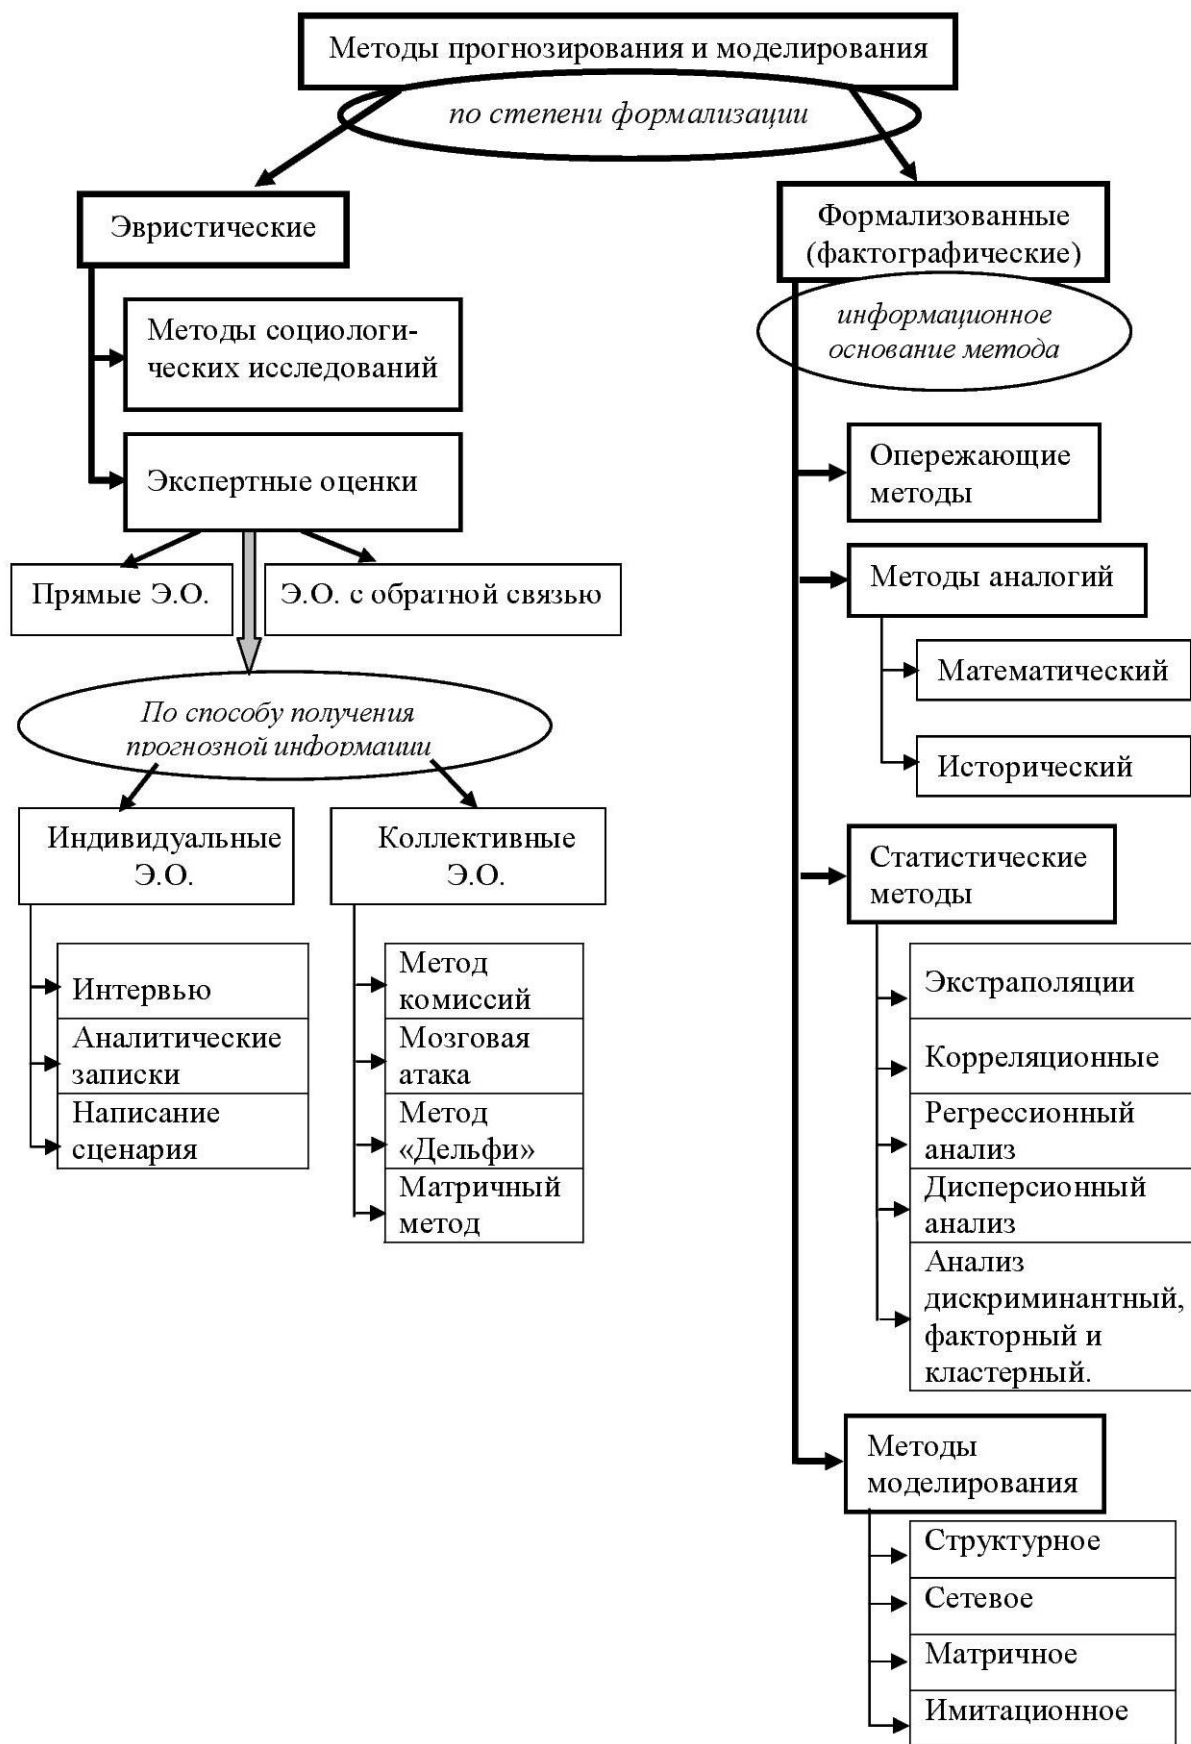 Методы прогнозирования и моделирования
по степени формализации
Эвристические
Методы социологи-
ческих исследований
Экспертные оценки
Прямые Э.О.
Э.О. с обратной связью
По способу получения
прогнозной информации
Индивидуальные
Э.О.
Интервью
Аналитические
записки
Написание
сценария
Коллективные
Э.О.
Метод
комиссий
Мозговая
атака
Метод
«Дельфи»
Матричный
метод
Формализованные
(фактографические)
информационное
основание метода
Опережающие
методы
Методы аналогий
Математический
Исторический
Статистические
методы
Экстраполяции
Корреляционные
Регрессионный
анализ
Дисперсионный
анализ
Анализ
дискриминантный,
факторный и
кластерный.
Методы
моделирования
Структурное
Сетевое
Матричное
Имитационное